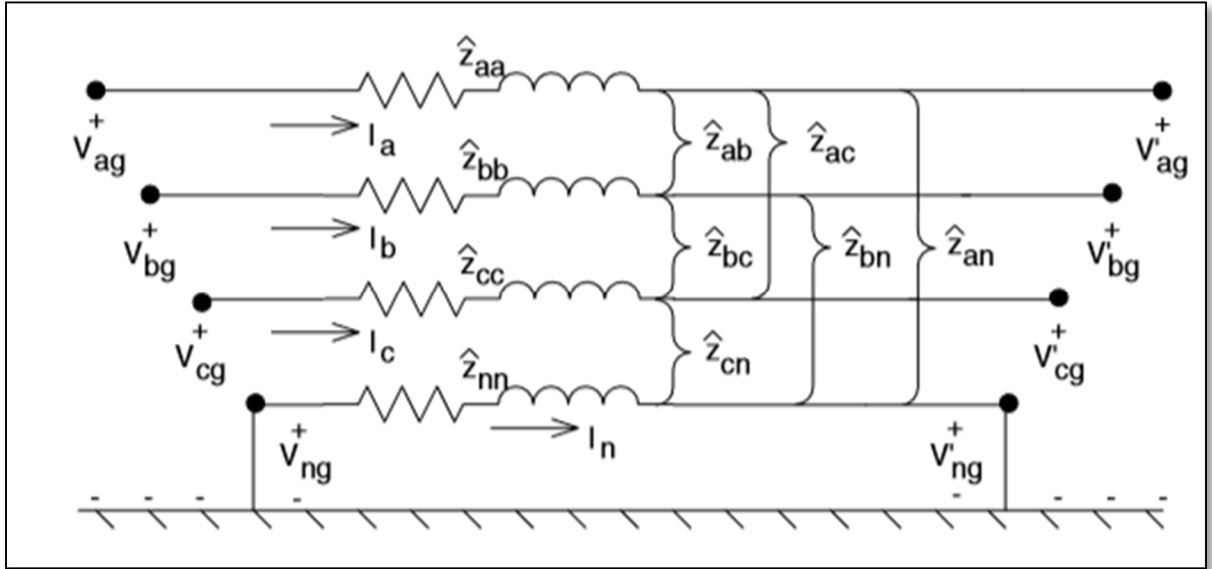 ẑaa
+
Vag
Ia
ẑab
ẑac
+
V'ag
ẑbb
+
Vbg
Ib
ẑbc
ẑbn
ẑan
+
V'bg
ẑcc
+
Vcg
Ic
ẑcn
+
V'cg
ẑnn
+
Vng
In
+
V'ng
- - - - - - - -